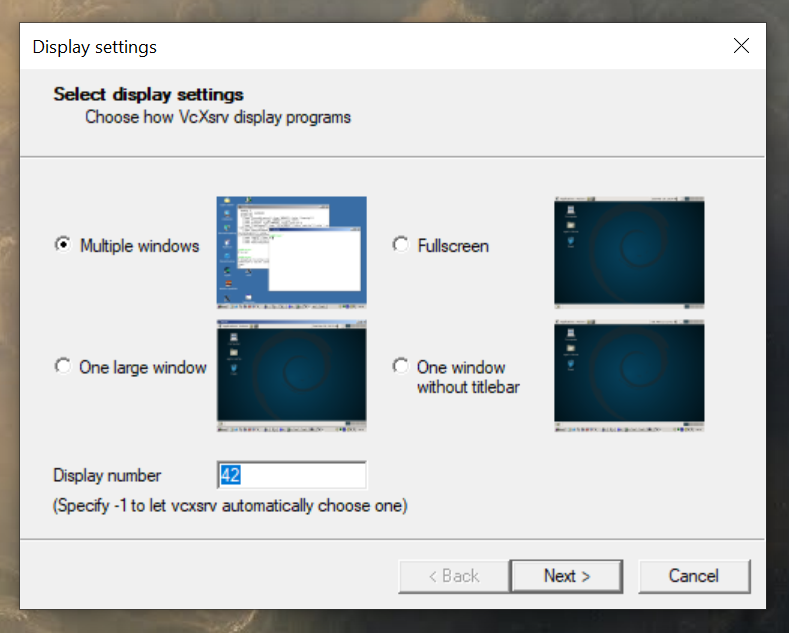 Display settings
Select display settings
Choose how VcXsrv display programs
Multiple windows
Fullscreen
One large window
One window
without titlebar
Display number
42
(Specify -1 to let vcxsrv automatically choose one)
< Back
Next >
Cancel